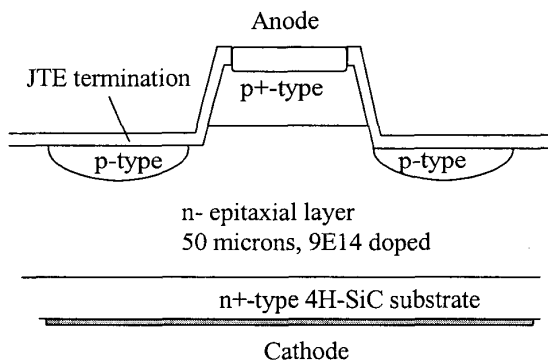 Anode
JTE termination
p+-type
p-type
p-type
n- epitaxial layer
50 microns, 9E14 doped
n+-type 4H-SiC substrate
Cathode